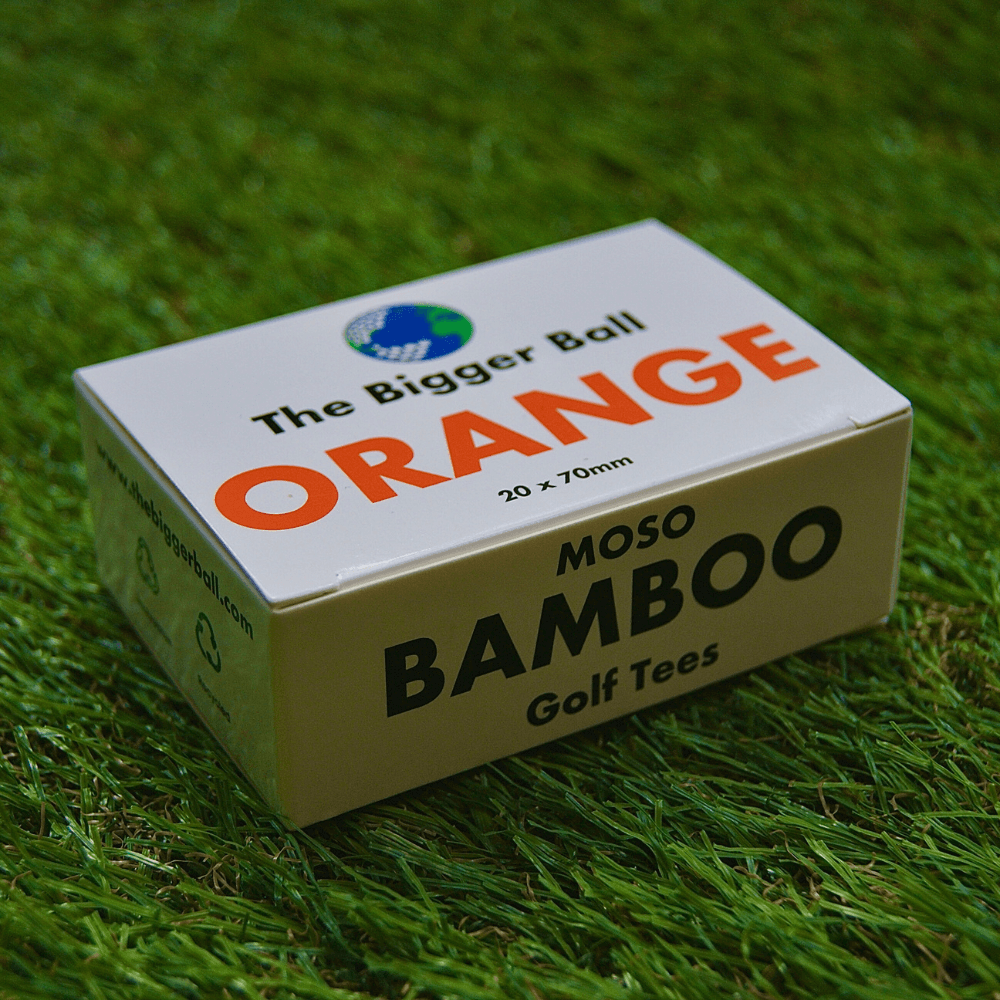 The Bigger Ball
ORANGE
20 x 70mm
MOSO
BAMBOO
Golf Tees
www.thebiggerball.com